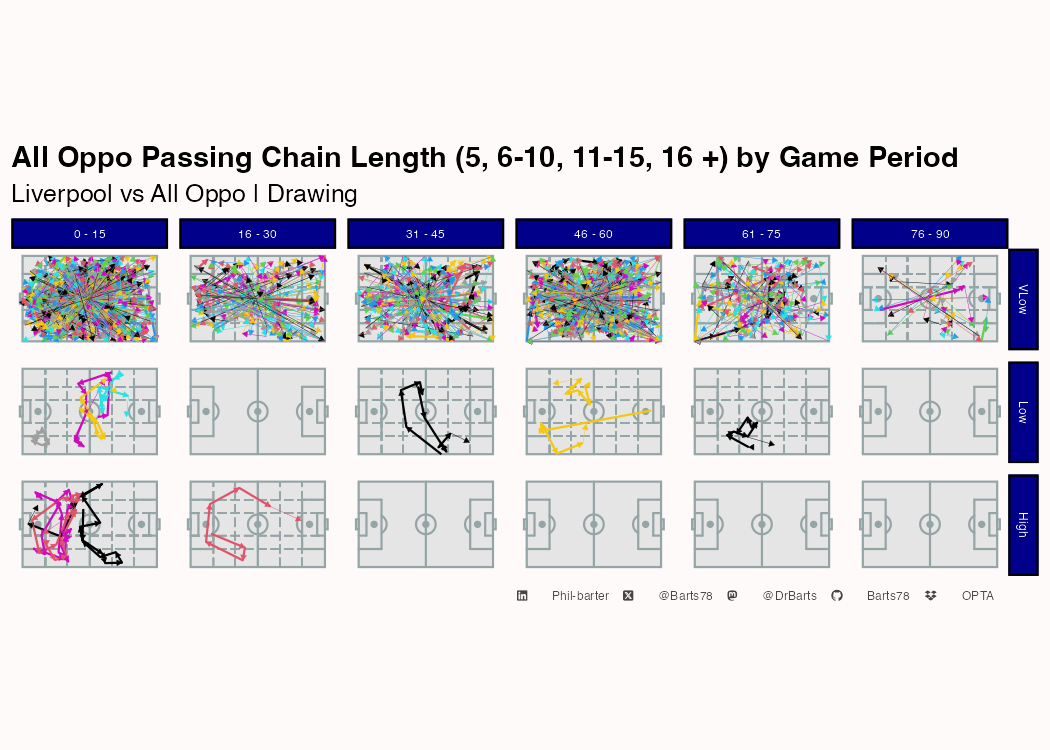 All Oppo Passing Chain Length (5, 6-10, 11-15, 16 +) by Game Period
Liverpool vs All Oppo | Drawing
0 - 15 16 - 30 31 - 45 46 - 60 61 - 75 76 - 90
VLow
Low
High
Phil-barter @Barts78 @DrBarts Barts78 OPTA